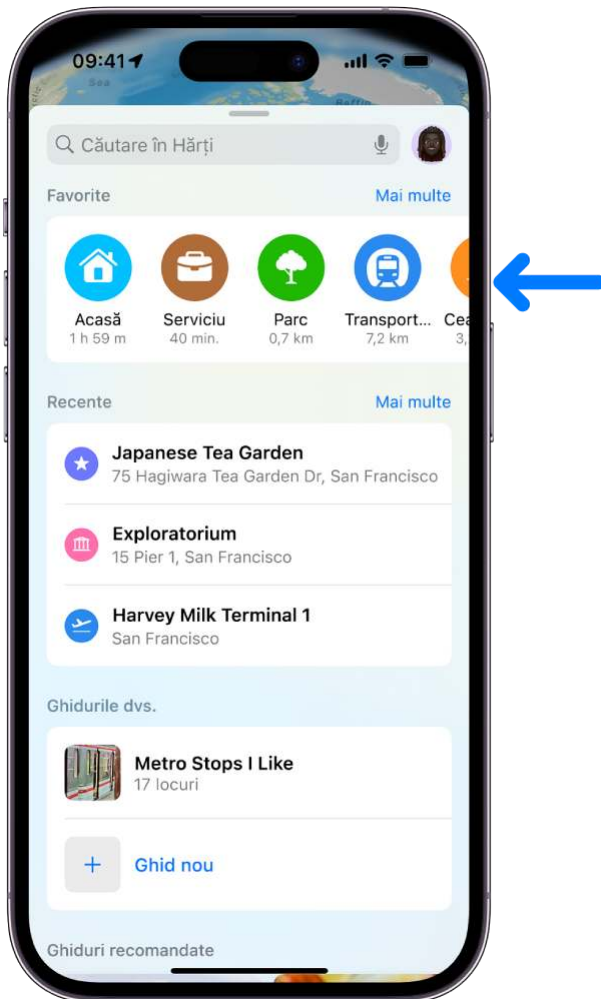 09:41
Sea
Baffin
Căutare în Hărți
Favorite Mai multe
Acasă Serviciu Parc Transport...
1 h 59 m 40 min. 0,7 km 7,2 km 3,
Recente Mai multe
Japanese Tea Garden
75 Hagiwara Tea Garden Dr, San Francisco
Exploratorium
15 Pier 1, San Francisco
Harvey Milk Terminal 1
San Francisco
Ghidurile dvs.
Metro Stops I Like
17 locuri
+ Ghid nou
Ghiduri recomandate